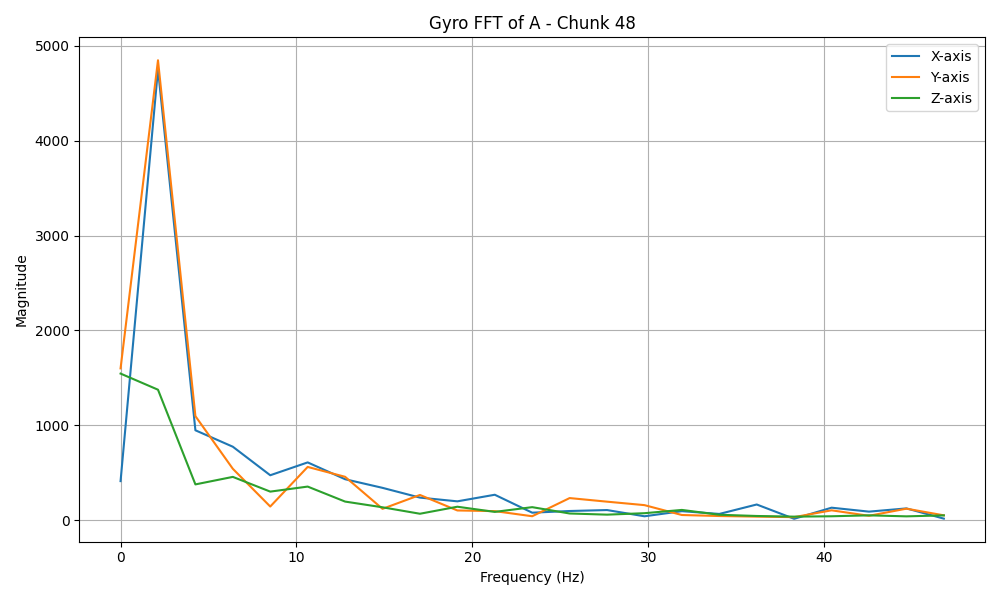 Gyro FFT of A - Chunk 48
X-axis
Y-axis
Z-axis
5000
4000
3000
2000
1000
0
Magnitude
0 10 20 30 40
Frequency (Hz)